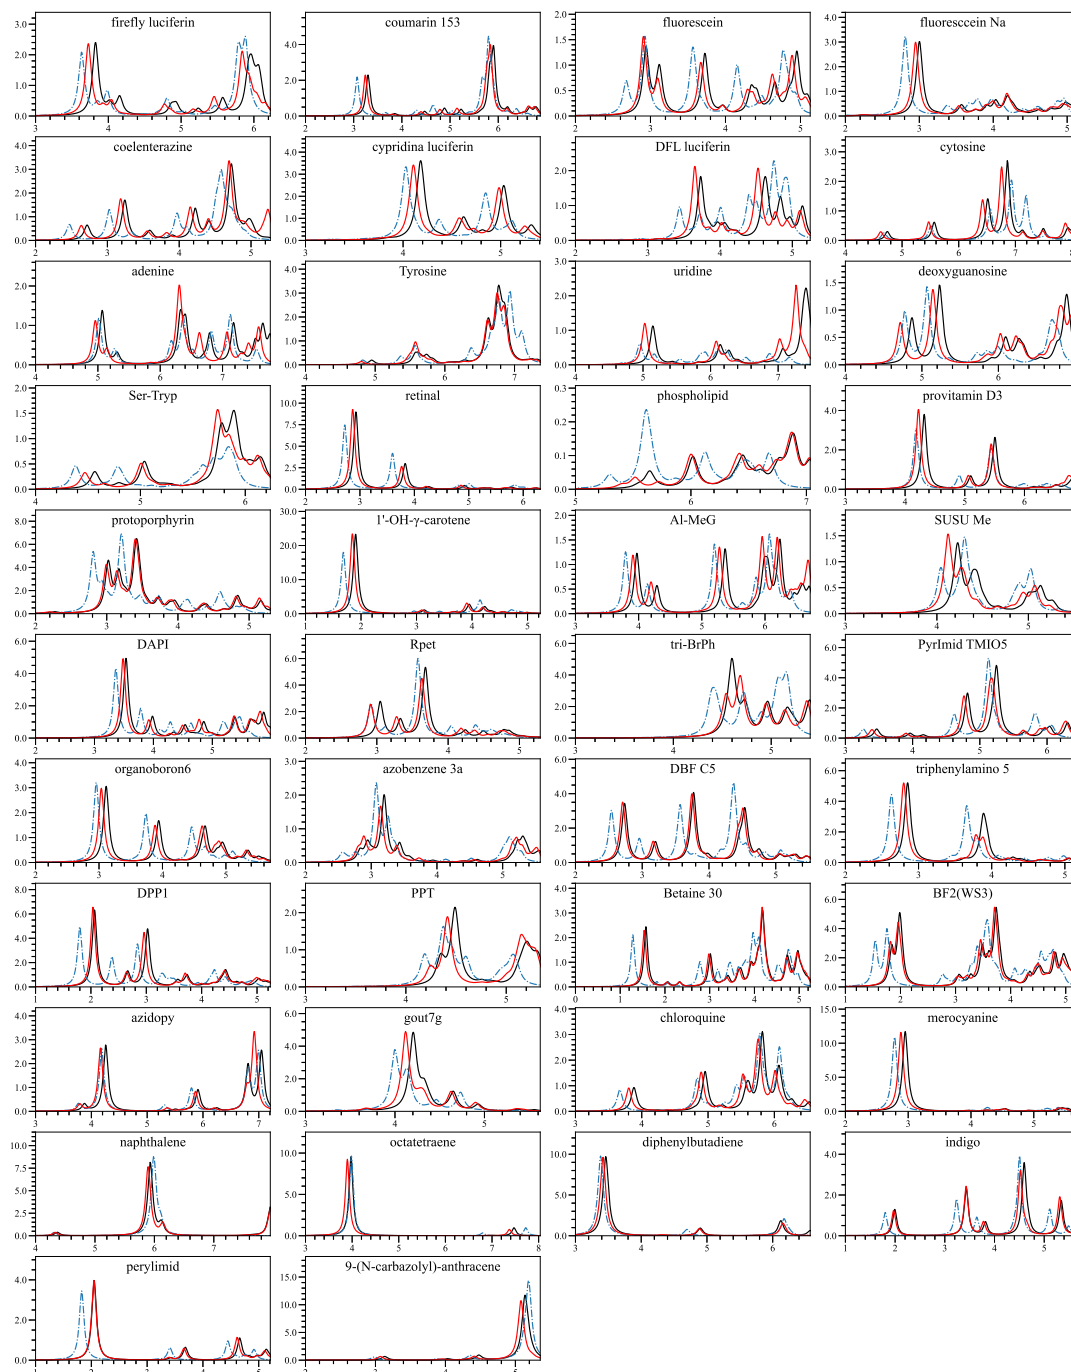 firefly luciferin
coumarin 153
fluorescein
fluoresccein Na
coelenterazine
cypridina luciferin
DFL luciferin
cytosine
adenine
Tyrosine
uridine
deoxyguanosine
Ser-Tryp
retinal
phospholipid
provitamin D3
protoporphyrin
1'-OH-γ-carotene
Al-MeG
SUSU Me
DAPI
Rpet
tri-BrPh
PyrImid TMIO5
organoboron6
azobenzene 3a
DBF C5
triphenylamino 5
DPP1
PPT
Betaine 30
BF2(WS3)
azidopy
gout7g
chloroquine
merocyanine
naphthalene
octatetraene
diphenylbutadiene
indigo
perylimid
9-(N-carbazolyl)-anthracene